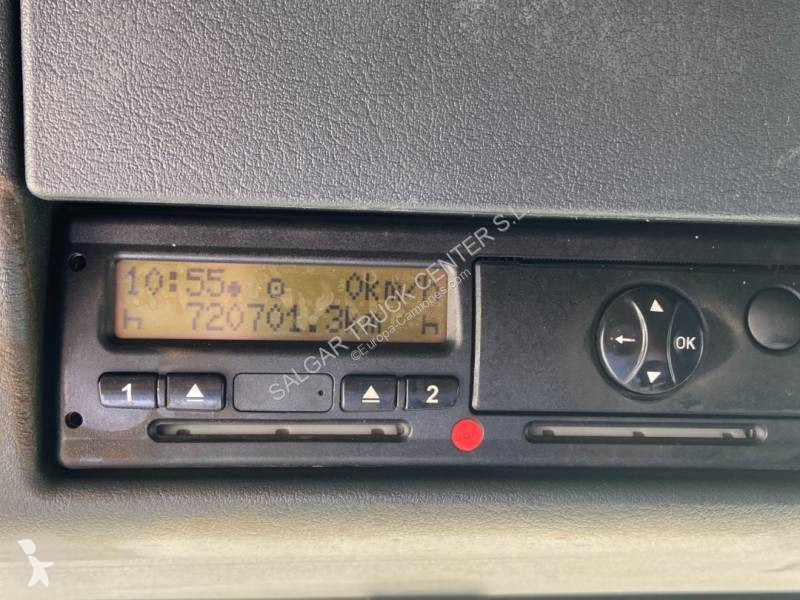 10:55 0km/h
720701.3km
1
2
OK
SALGAR TRUCK CENTER S.L
©Europa-Camiones.com